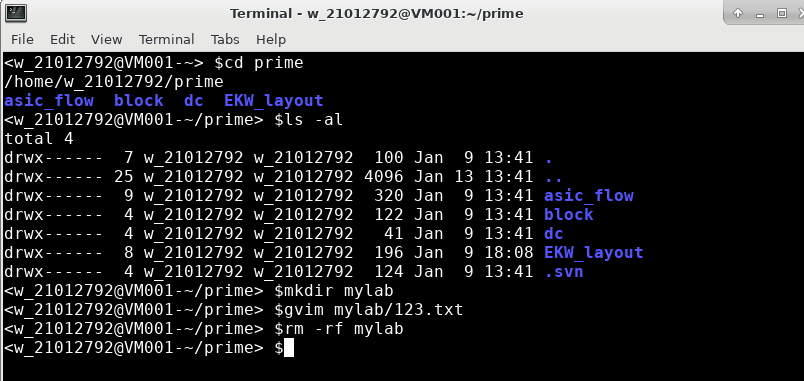 Terminal - w_21012792@VM001:~/prime
File Edit View Terminal Tabs Help
<w_21012792@VM001-~> $cd prime
/home/w_21012792/prime
asic_flow  block  dc  EKW_layout
<w_21012792@VM001-~/prime> $ls -al
total 4
drwx------  7 w_21012792 w_21012792  100 Jan  9 13:41 .
drwx------ 25 w_21012792 w_21012792 4096 Jan 13 13:41 ..
drwx------  9 w_21012792 w_21012792  320 Jan  9 13:41 asic_flow
drwx------  4 w_21012792 w_21012792  122 Jan  9 13:41 block
drwx------  4 w_21012792 w_21012792   41 Jan  9 13:41 dc
drwx------  8 w_21012792 w_21012792  196 Jan  9 18:08 EKW_layout
drwx------  4 w_21012792 w_21012792  124 Jan  9 13:41 .svn
<w_21012792@VM001-~/prime> $mkdir mylab
<w_21012792@VM001-~/prime> $gvim mylab/123.txt
<w_21012792@VM001-~/prime> $rm -rf mylab
<w_21012792@VM001-~/prime> $